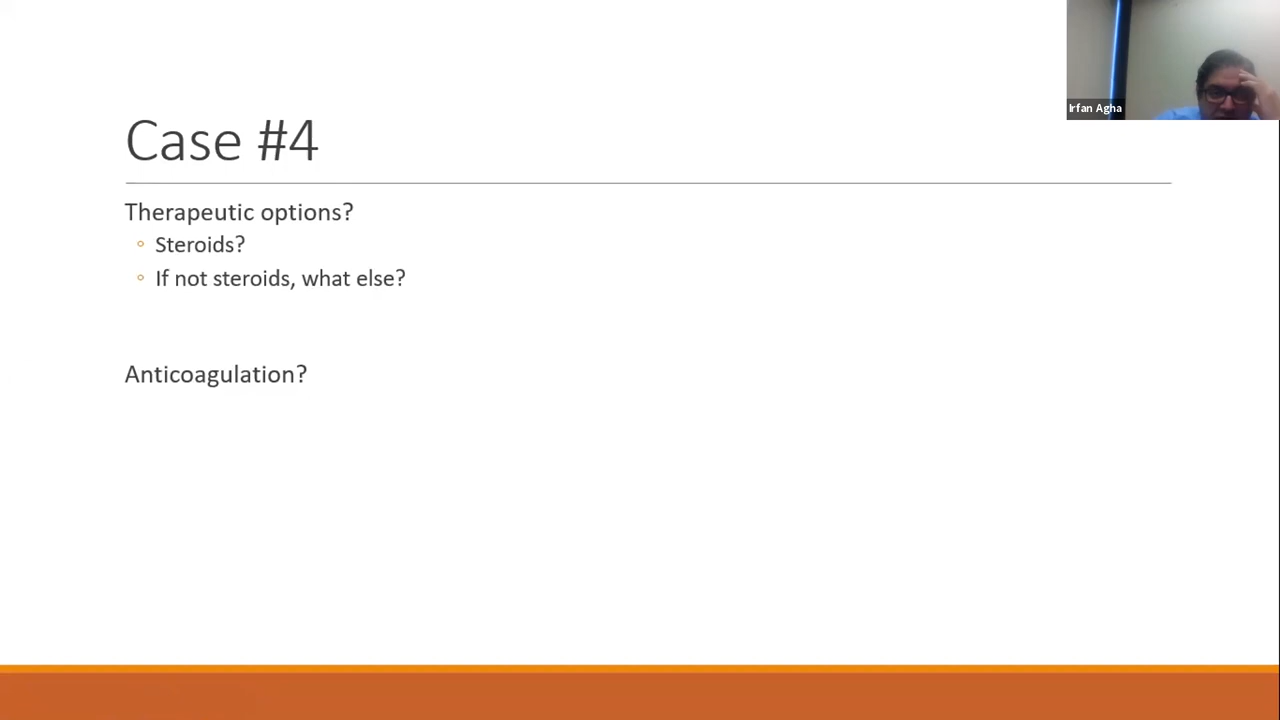 Irfan Agha
Case #4
Therapeutic options?
Steroids?
If not steroids, what else?
Anticoagulation?